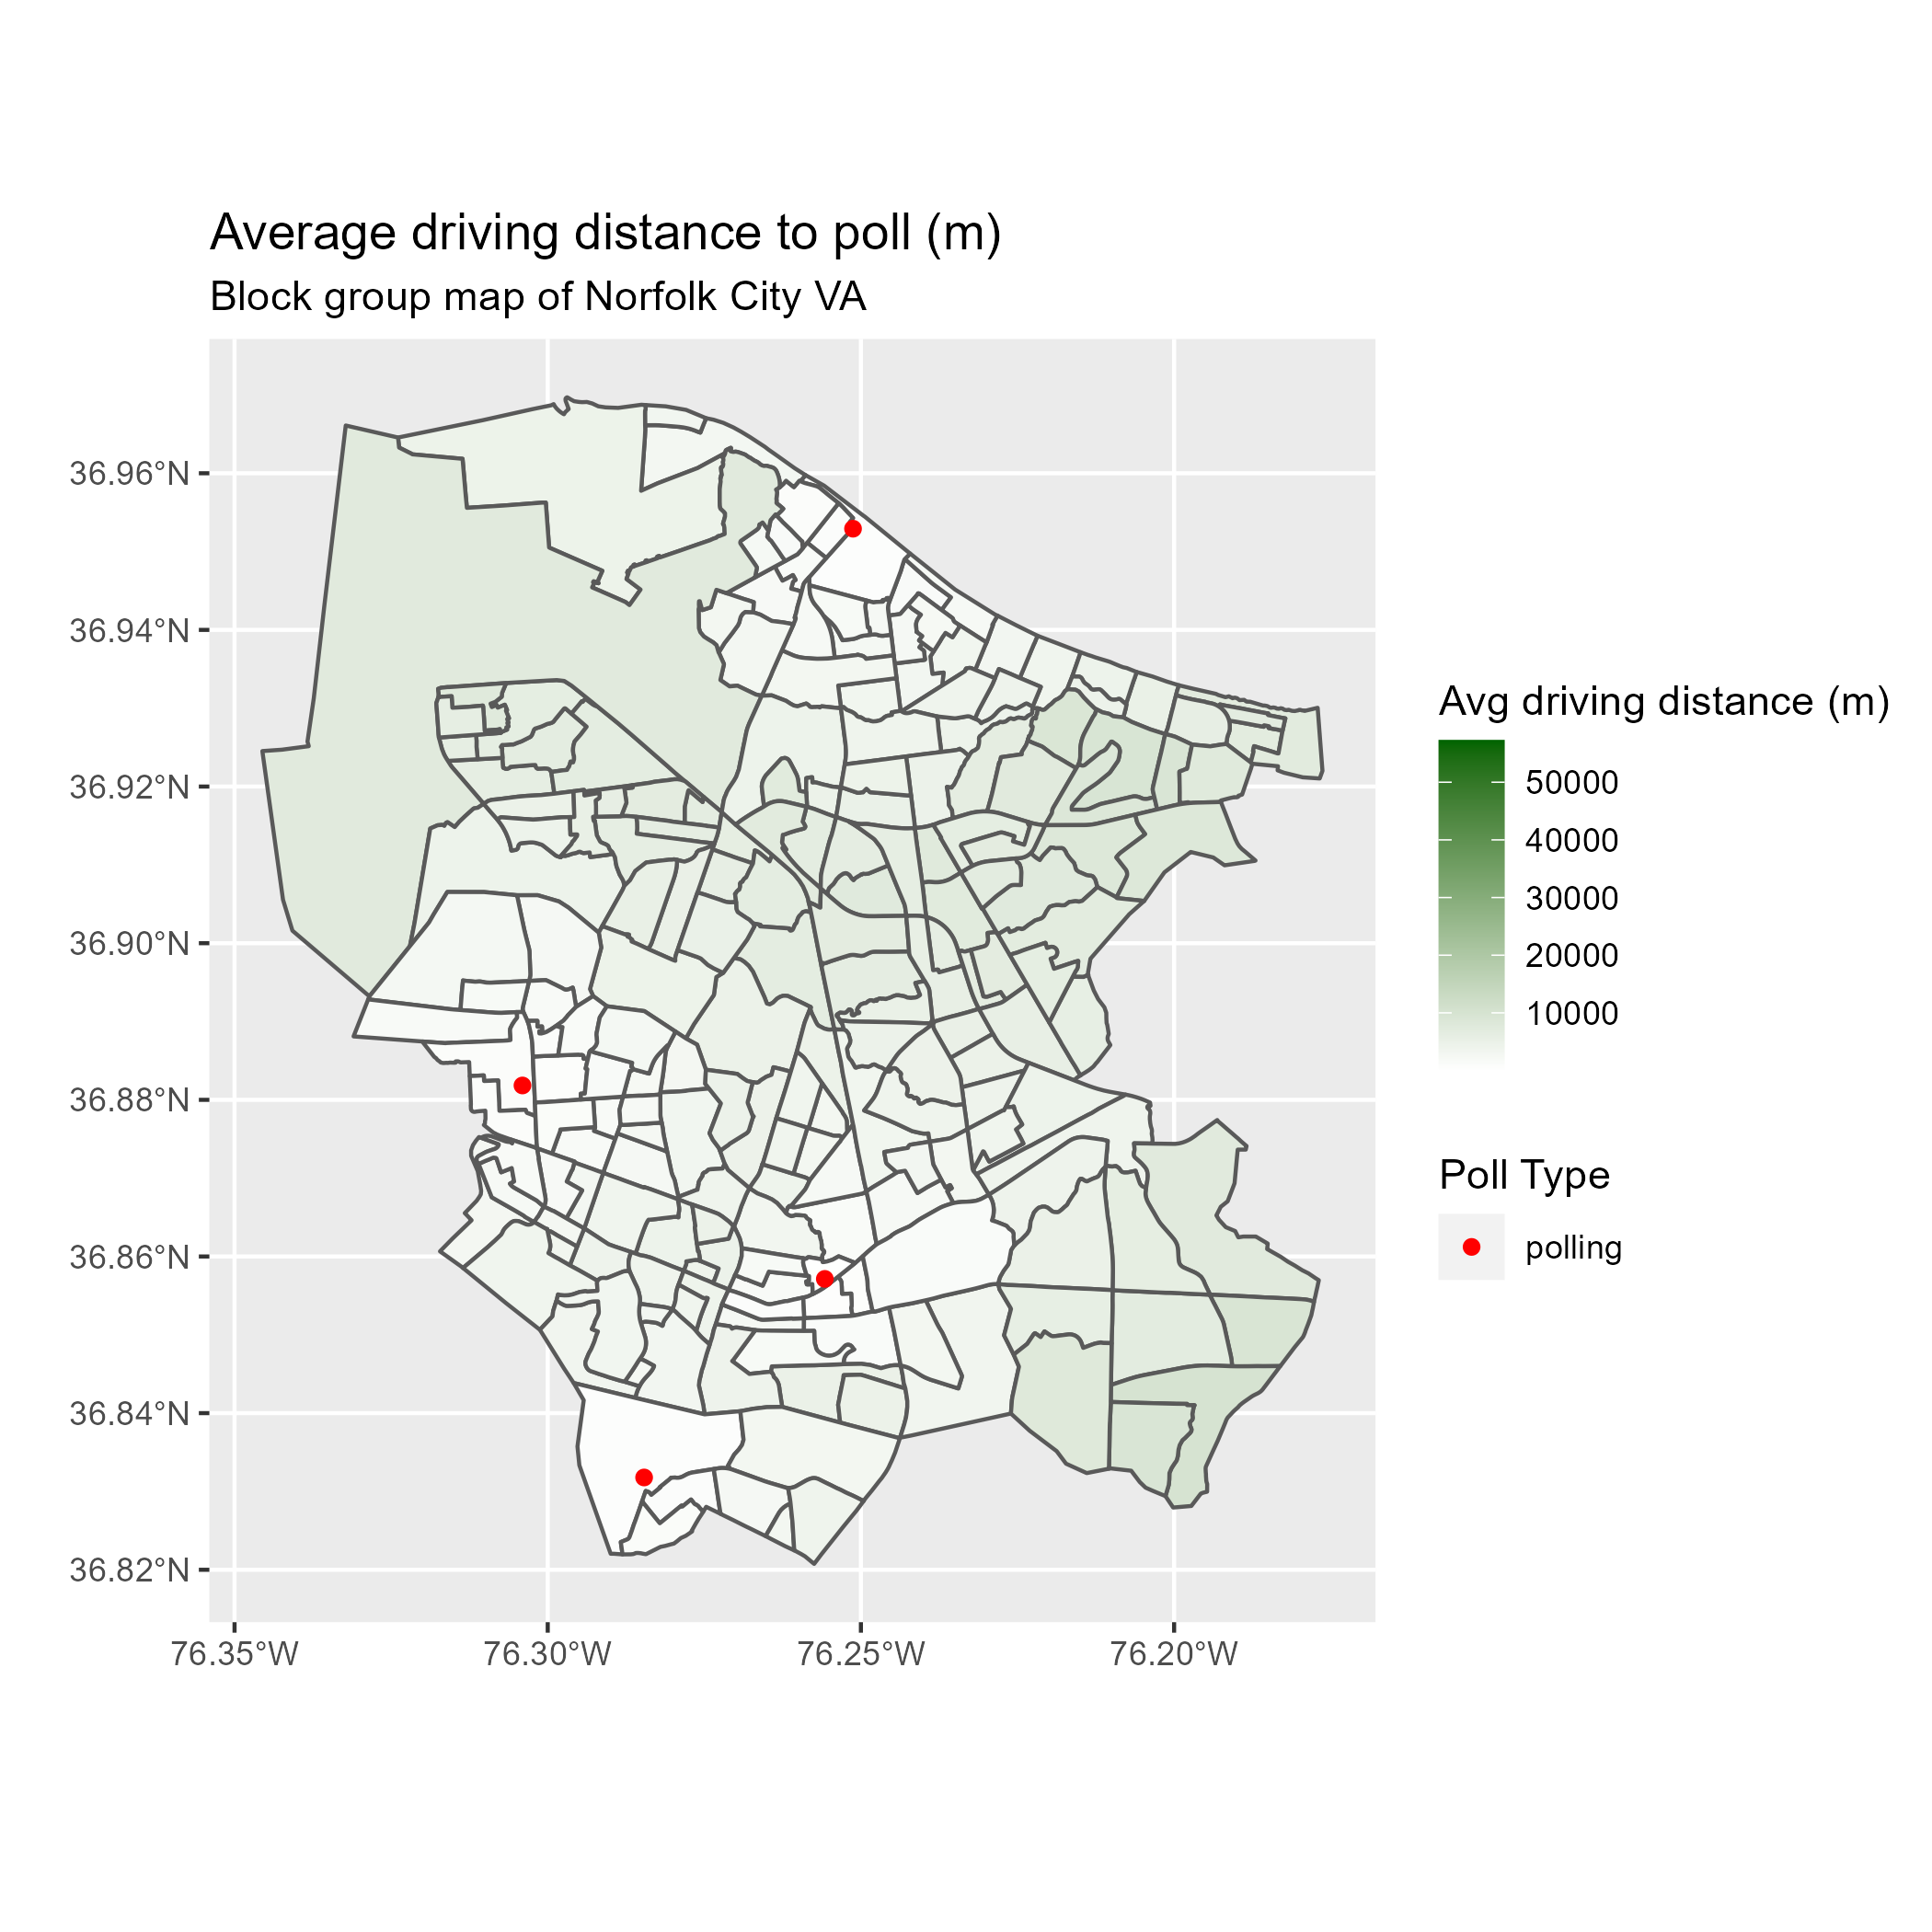 Average driving distance to poll (m)
Block group map of Norfolk City VA
36.96°N
36.94°N
36.92°N
36.90°N
36.88°N
36.86°N
36.84°N
36.82°N
76.35°W
76.30°W
76.25°W
76.20°W
Avg driving distance (m)
50000
40000
30000
20000
10000
Poll Type
polling